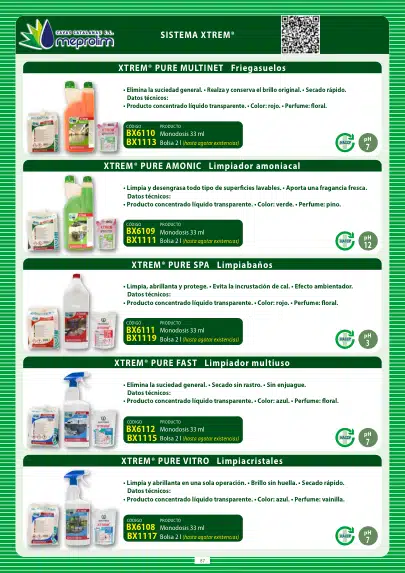 TAPAS CATALANAS S.L.
meprolim
SISTEMA XTREM®
XTREM® PURE MULTINET Friegasuelos
• Elimina la suciedad general. • Realza y conserva el brillo original. • Secado rápido.
Datos técnicos:
• Producto concentrado líquido transparente. • Color: rojo. • Perfume: floral.
CÓDIGO PRODUCTO
BX6110 Monodosis 33 ml
BX1113 Bolsa 2 l (hasta agotar existencias)
pH
7
XTREM® PURE AMONIC Limpiador amoniacal
• Limpia y desengrasa todo tipo de superficies lavables. • Aporta una fragancia fresca.
Datos técnicos:
• Producto concentrado líquido transparente. • Color: verde. • Perfume: pino.
CÓDIGO PRODUCTO
BX6109 Monodosis 33 ml
BX1111 Bolsa 2 l (hasta agotar existencias)
pH
12
XTREM® PURE SPA Limpiabaños
• Limpia, abrillanta y protege. • Evita la incrustación de cal. • Efecto ambientador.
Datos técnicos:
• Producto concentrado líquido transparente. • Color: rojo. • Perfume: floral.
CÓDIGO PRODUCTO
BX6111 Monodosis 33 ml
BX1119 Bolsa 2 l (hasta agotar existencias)
pH
3
XTREM® PURE FAST Limpiador multiuso
• Elimina la suciedad general. • Secado sin rastro. • Sin enjuague.
Datos técnicos:
• Producto concentrado líquido transparente. • Color: azul. • Perfume: floral.
CÓDIGO PRODUCTO
BX6112 Monodosis 33 ml
BX1115 Bolsa 2 l (hasta agotar existencias)
pH
7
XTREM® PURE VITRO Limpiacristales
• Limpia y abrillanta en una sola operación. • Brillo sin huella. • Secado rápido.
Datos técnicos:
• Producto concentrado líquido transparente. • Color: azul. • Perfume: vainilla.
CÓDIGO PRODUCTO
BX6108 Monodosis 33 ml
BX1117 Bolsa 2 l (hasta agotar existencias)
pH
7